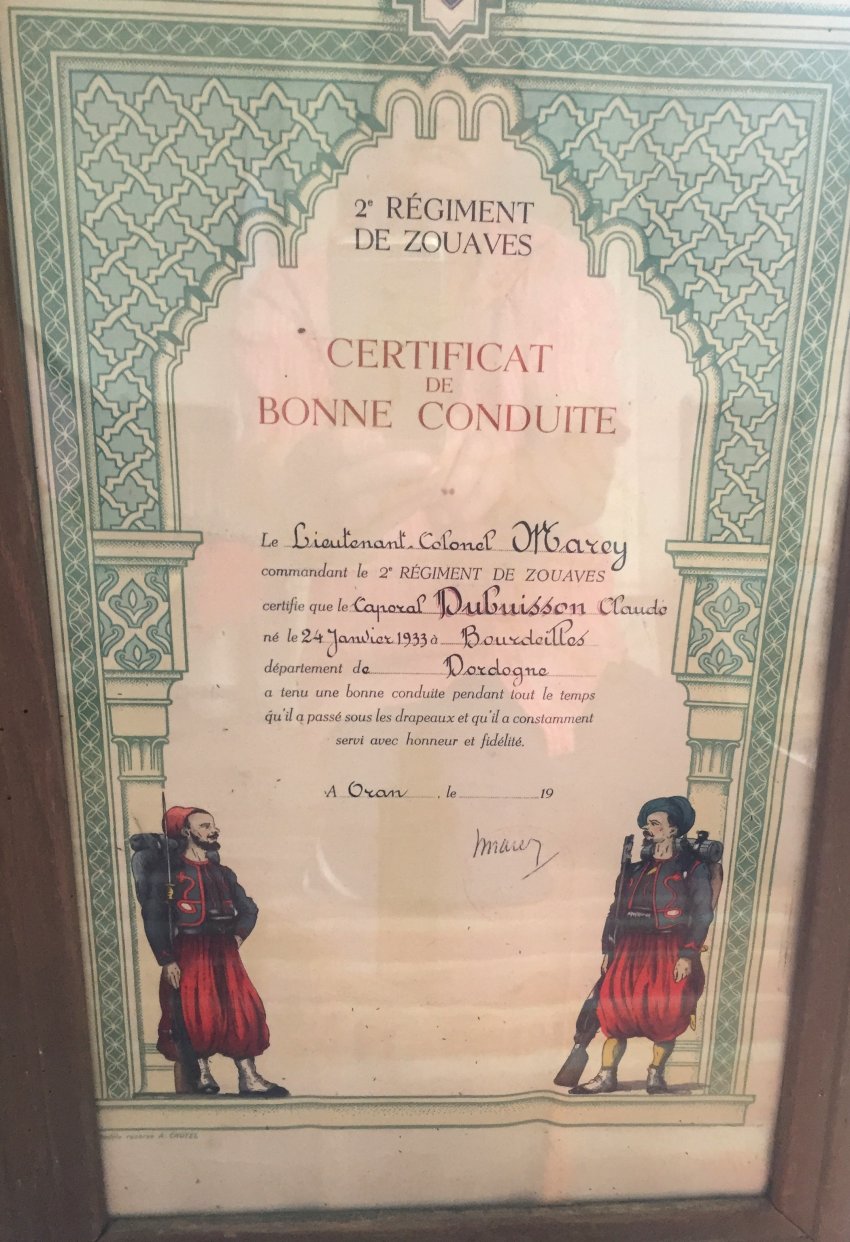 2e RÉGIMENT
DE ZOUAVES
CERTIFICAT
DE
BONNE CONDUITE
Le Lieutenant-Colonel Marey
commandant le 2e RÉGIMENT DE ZOUAVES
certifie que le Caporal Dubuisson Claude
né le 24 Janvier 1933 à Bourdeilles
département de Dordogne
a tenu une bonne conduite pendant tout le temps
qu'il a passé sous les drapeaux et qu'il a constamment
servi avec honneur et fidélité.
A Oran, le 19
Marey